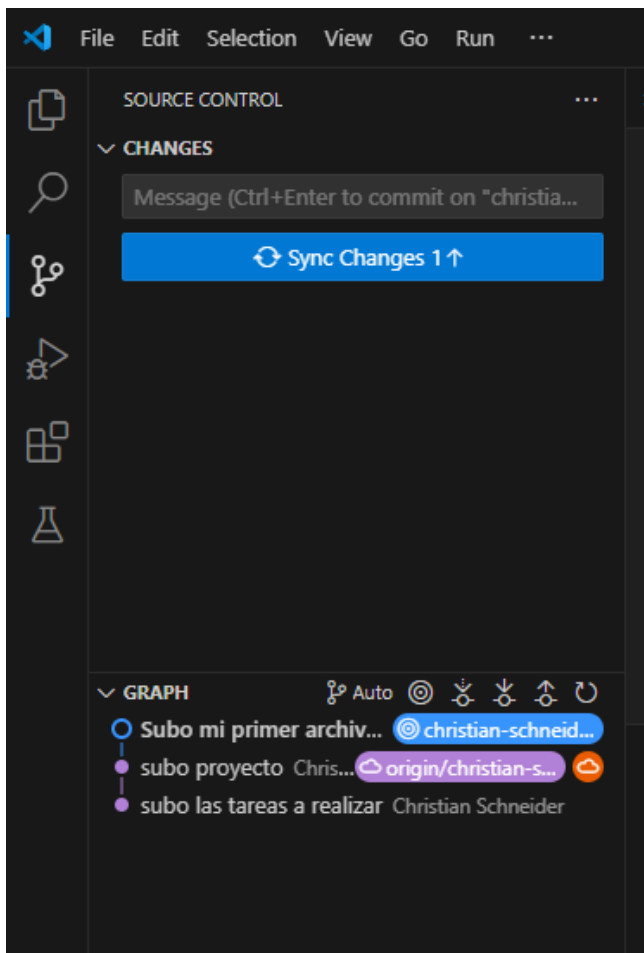 File Edit Selection View Go Run ...
SOURCE CONTROL ...
CHANGES
Message (Ctrl+Enter to commit on "christia...
Sync Changes 1↑
GRAPH Auto
Subo mi primer archiv... christian-schneid...
subo proyecto Chris... origin/christian-s...
subo las tareas a realizar Christian Schneider